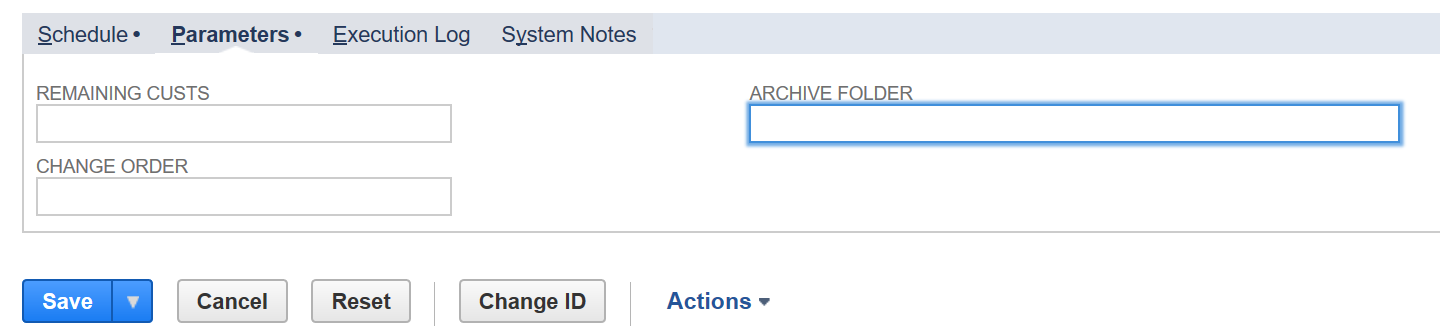 Schedule • Parameters • Execution Log System Notes
REMAINING CUSTS ARCHIVE FOLDER
CHANGE ORDER
Save Cancel Reset Change ID Actions